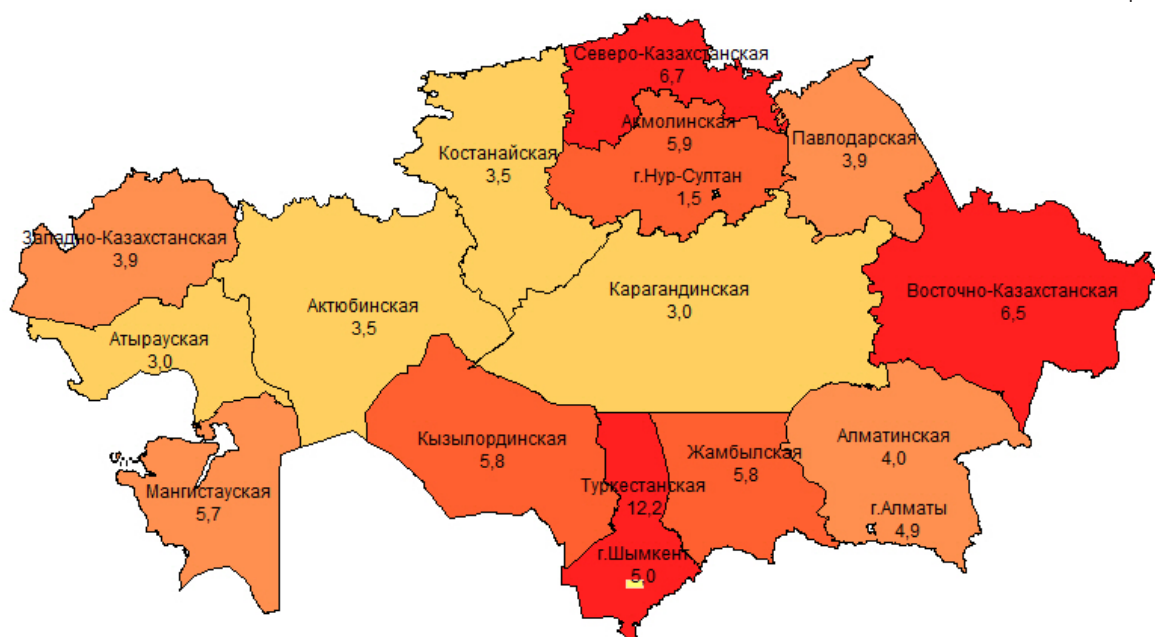 Северо-Казахстанская
6,7
Акмолинская
5,9
Павлодарская
3,9
Костанайская
3,5
г.Нур-Султан
1,5
Западно-Казахстанская
3,9
Карагандинская
3,0
Восточно-Казахстанская
6,5
Актюбинская
3,5
Атырауская
3,0
Кызылординская
5,8
Жамбылская
5,8
Алматинская
4,0
Мангистауская
5,7
Туркестанская
12,2
г.Алматы
4,9
г.Шымкент
5,0